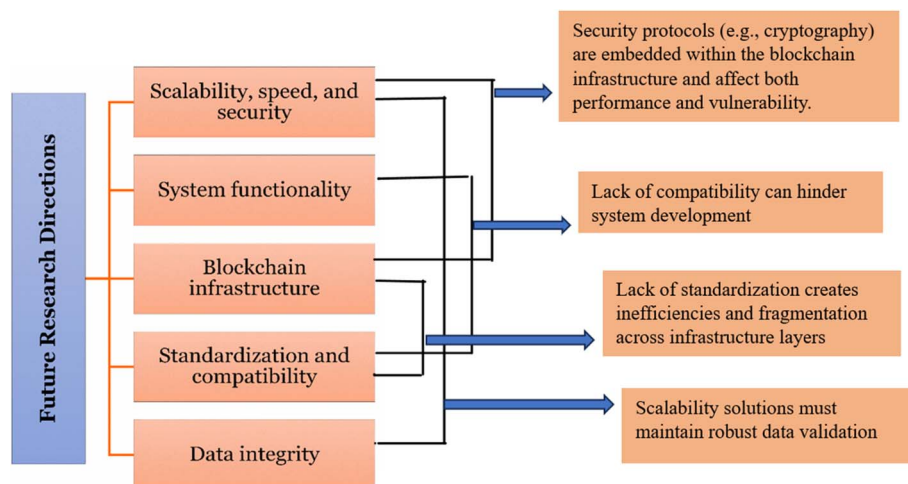 Future Research Directions
Scalability, speed, and
security
System functionality
Blockchain
infrastructure
Standardization and
compatibility
Data integrity
Security protocols (e.g., cryptography)
are embedded within the blockchain
infrastructure and affect both
performance and vulnerability.
Lack of compatibility can hinder
system development
Lack of standardization creates
inefficiencies and fragmentation
across infrastructure layers
Scalability solutions must
maintain robust data validation